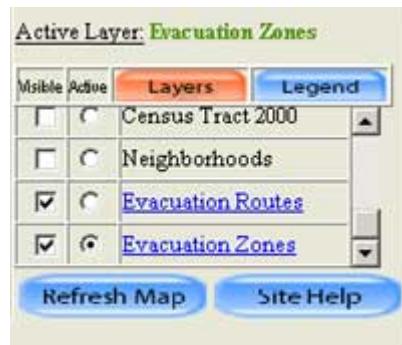 Active Layer: Evacuation Zones
Visible Active Layers Legend
Census Tract 2000
Neighborhoods
Evacuation Routes
Evacuation Zones
Refresh Map Site Help